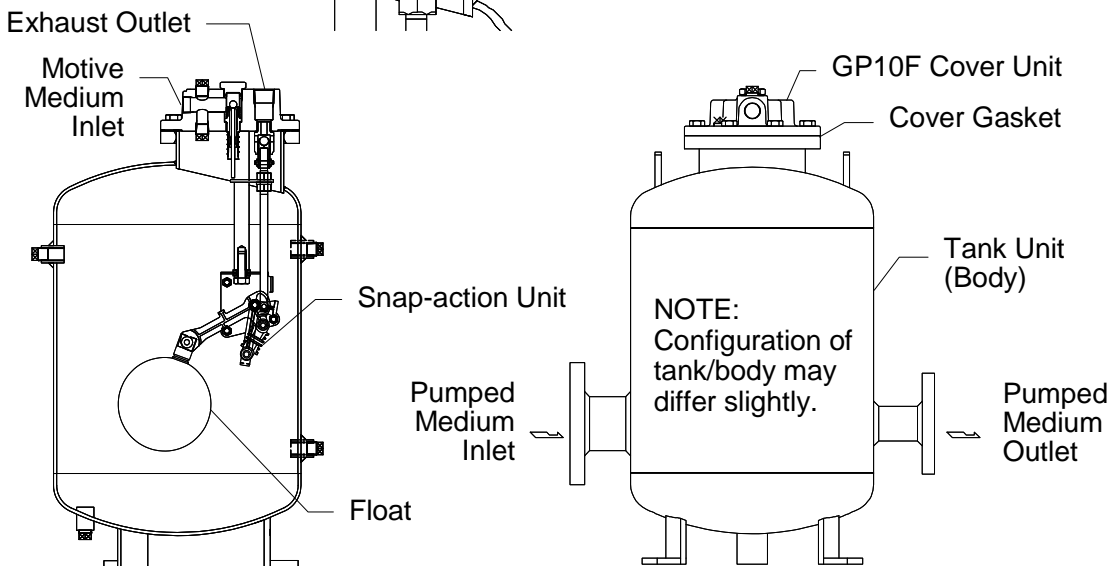 Exhaust Outlet
Motive
Medium
Inlet
Snap-action Unit
Float
GP10F Cover Unit
Cover Gasket
Tank Unit
(Body)
NOTE:
Configuration of
tank/body may
differ slightly.
Pumped
Medium
Inlet
Pumped
Medium
Outlet